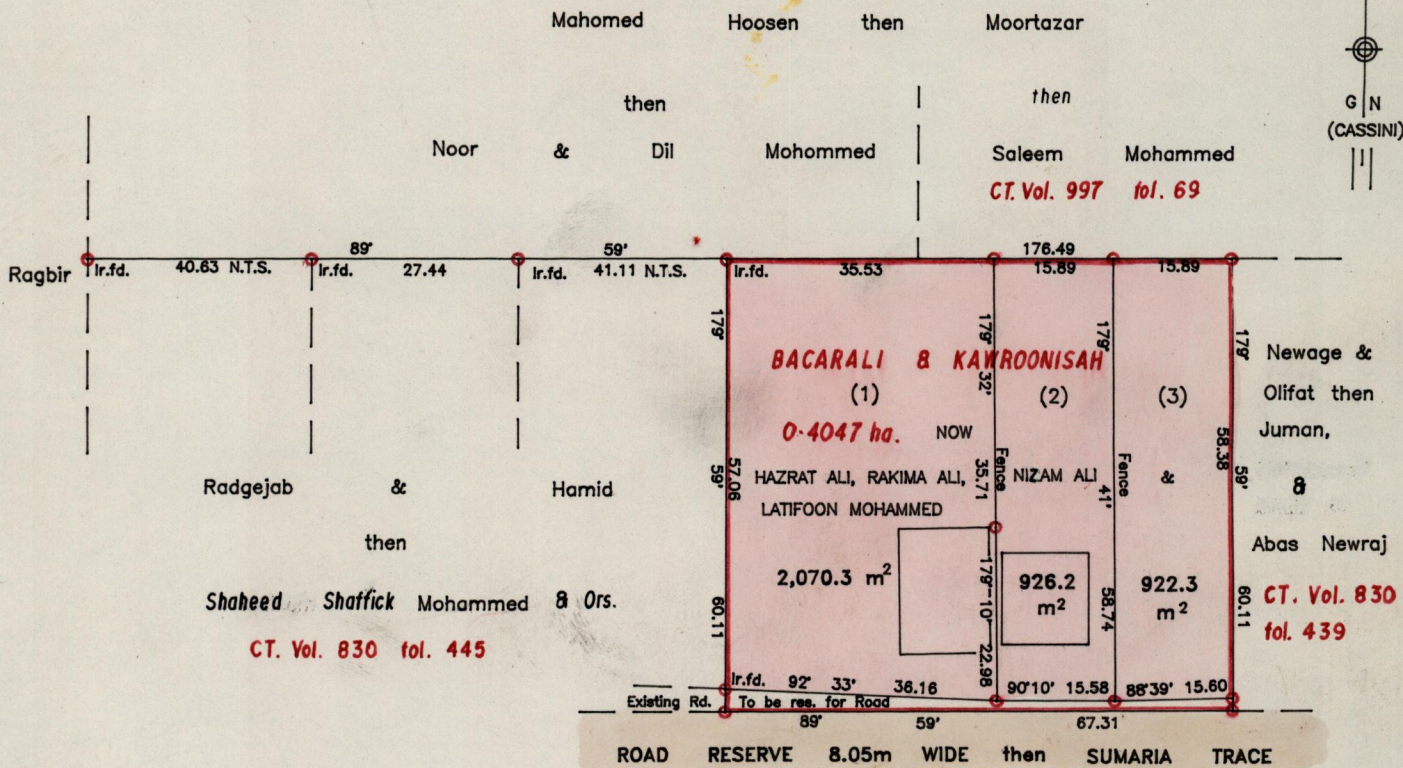 Mahomed Hoosen then Moortazar
then then
G N
(CASSINI)
Noor & Dil Mohommed Saleem Mohammed
CT. Vol. 997 fol. 69
89° 59' 176.49
Ragbir Ir.fd. 40.63 N.T.S. Ir.fd. 27.44 Ir.fd. 41.11 N.T.S. Ir.fd. 35.53 15.89 15.89
179° 59' 57.06 60.11
179° 32' 35.71
Fence
179° 41' 58.74
Fence
179° 59' 58.38 60.11
BACARALI & KAWROONISAH
(1) (2) (3)
0.4047 ha. NOW
HAZRAT ALI, RAKIMA ALI, NIZAM ALI &
LATIFOON MOHAMMED
Newage &
Olifat then
Juman,
&
Abas Newraj
CT. Vol. 830
fol. 439
Radgejab & Hamid
then
Shaheed Shaffick Mohammed & Ors.
CT. Vol. 830 fol. 445
2,070.3 m²
179°-10' 22.98
926.2
m²
922.3
m²
Ir.fd. 92° 33' 36.16 90°10' 15.58 88°39' 15.60
Existing Rd. To be res. for Road
89° 59' 67.31
ROAD RESERVE 8.05m WIDE then SUMARIA TRACE